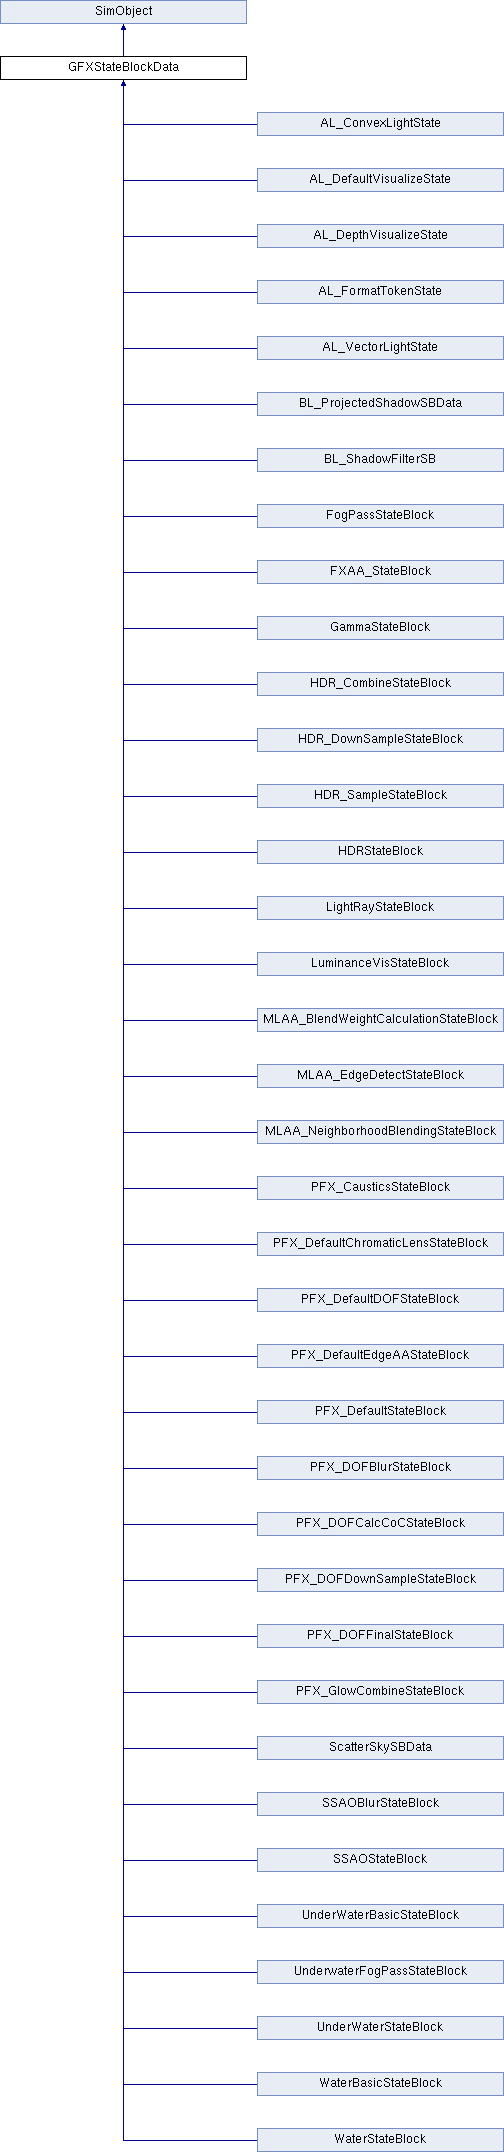 SimObject
GFXStateBlockData
AL_ConvexLightState
AL_DefaultVisualizeState
AL_DepthVisualizeState
AL_FormatTokenState
AL_VectorLightState
BL_ProjectedShadowSBData
BL_ShadowFilterSB
FogPassStateBlock
FXAA_StateBlock
GammaStateBlock
HDR_CombineStateBlock
HDR_DownSampleStateBlock
HDR_SampleStateBlock
HDRStateBlock
LightRayStateBlock
LuminanceVisStateBlock
MLAA_BlendWeightCalculationStateBlock
MLAA_EdgeDetectStateBlock
MLAA_NeighborhoodBlendingStateBlock
PFX_CausticsStateBlock
PFX_DefaultChromaticLensStateBlock
PFX_DefaultDOFStateBlock
PFX_DefaultEdgeAAStateBlock
PFX_DefaultStateBlock
PFX_DOFBlurStateBlock
PFX_DOFCalcCoCStateBlock
PFX_DOFDownSampleStateBlock
PFX_DOFFinalStateBlock
PFX_GlowCombineStateBlock
ScatterSkySBData
SSAOBlurStateBlock
SSAOStateBlock
UnderWaterBasicStateBlock
UnderwaterFogPassStateBlock
UnderWaterStateBlock
WaterBasicStateBlock
WaterStateBlock